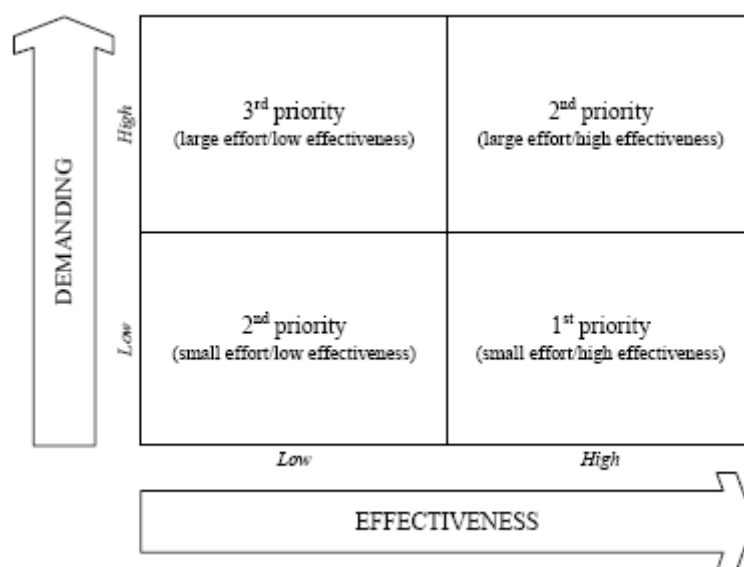 3rd priority
(large effort/low effectiveness)
2nd priority
(large effort/high effectiveness)
High
DEMANDING
2nd priority
(small effort/low effectiveness)
1st priority
(small effort/high effectiveness)
Low
Low
High
EFFECTIVENESS